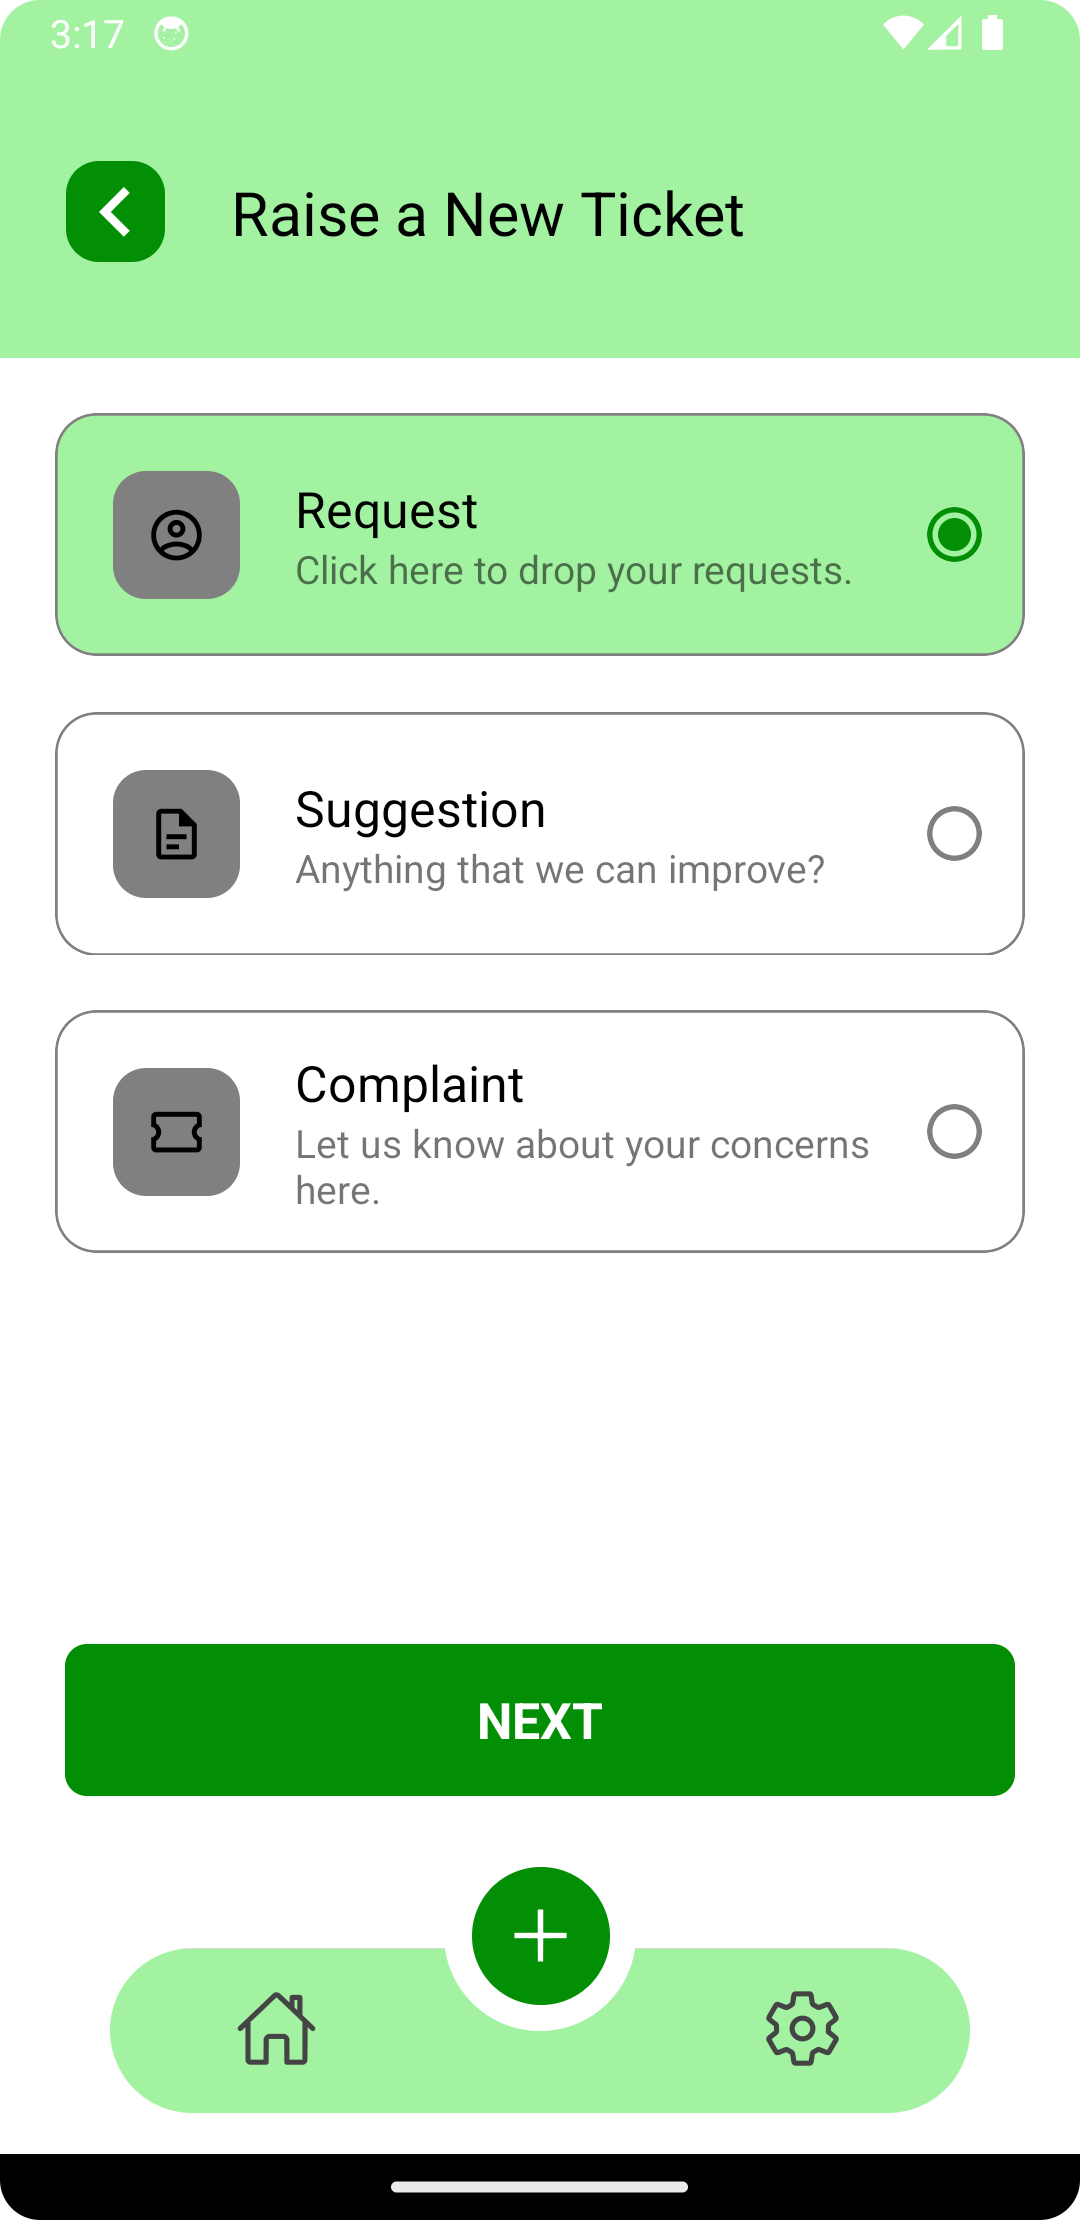 3:17
Raise a New Ticket
Request
Click here to drop your requests.
Suggestion
Anything that we can improve?
Complaint
Let us know about your concerns
here.
NEXT